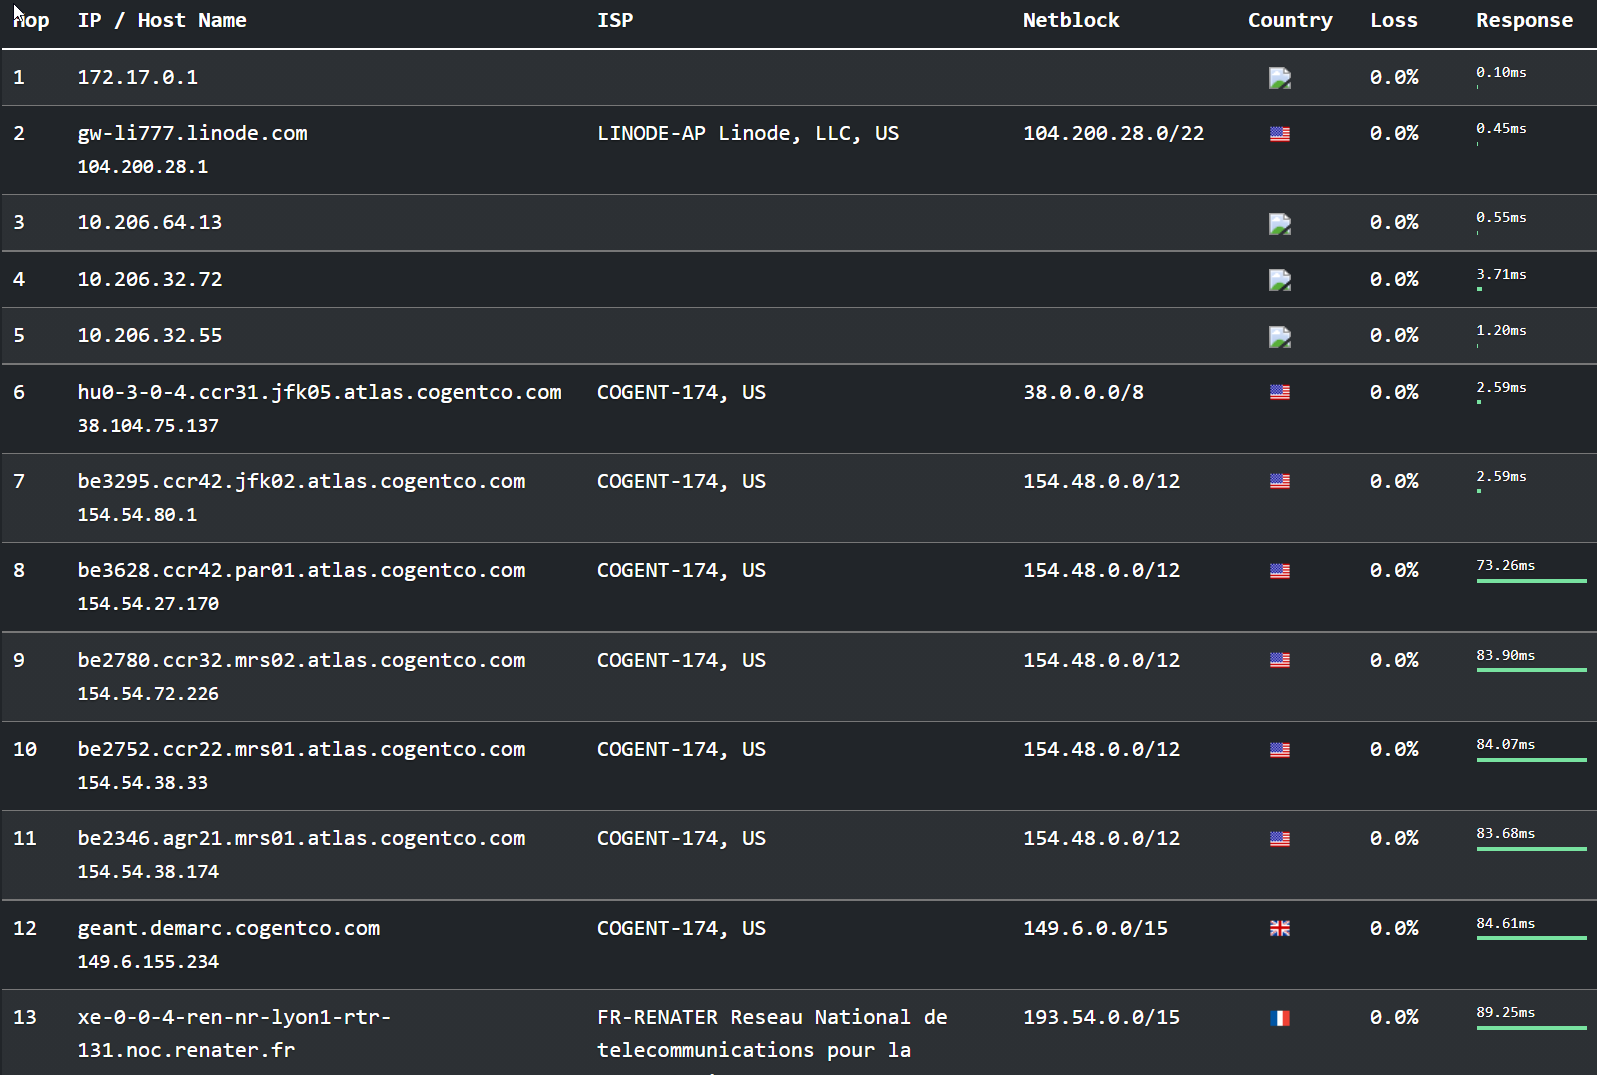 Hop IP / Host Name ISP Netblock Country Loss Response
1 172.17.0.1 0.0% 0.10ms
2 gw-li777.linode.com LINODE-AP Linode, LLC, US 104.200.28.0/22 0.0% 0.45ms
104.200.28.1
3 10.206.64.13 0.0% 0.55ms
4 10.206.32.72 0.0% 3.71ms
5 10.206.32.55 0.0% 1.20ms
6 hu0-3-0-4.ccr31.jfk05.atlas.cogentco.com COGENT-174, US 38.0.0.0/8 0.0% 2.59ms
38.104.75.137
7 be3295.ccr42.jfk02.atlas.cogentco.com COGENT-174, US 154.48.0.0/12 0.0% 2.59ms
154.54.80.1
8 be3628.ccr42.par01.atlas.cogentco.com COGENT-174, US 154.48.0.0/12 0.0% 73.26ms
154.54.27.170
9 be2780.ccr32.mrs02.atlas.cogentco.com COGENT-174, US 154.48.0.0/12 0.0% 83.90ms
154.54.72.226
10 be2752.ccr22.mrs01.atlas.cogentco.com COGENT-174, US 154.48.0.0/12 0.0% 84.07ms
154.54.38.33
11 be2346.agr21.mrs01.atlas.cogentco.com COGENT-174, US 154.48.0.0/12 0.0% 83.68ms
154.54.38.174
12 geant.demarc.cogentco.com COGENT-174, US 149.6.0.0/15 0.0% 84.61ms
149.6.155.234
13 xe-0-0-4-ren-nr-lyon1-rtr- FR-RENATER Reseau National de 193.54.0.0/15 0.0% 89.25ms
131.noc.renater.fr telecommunications pour la